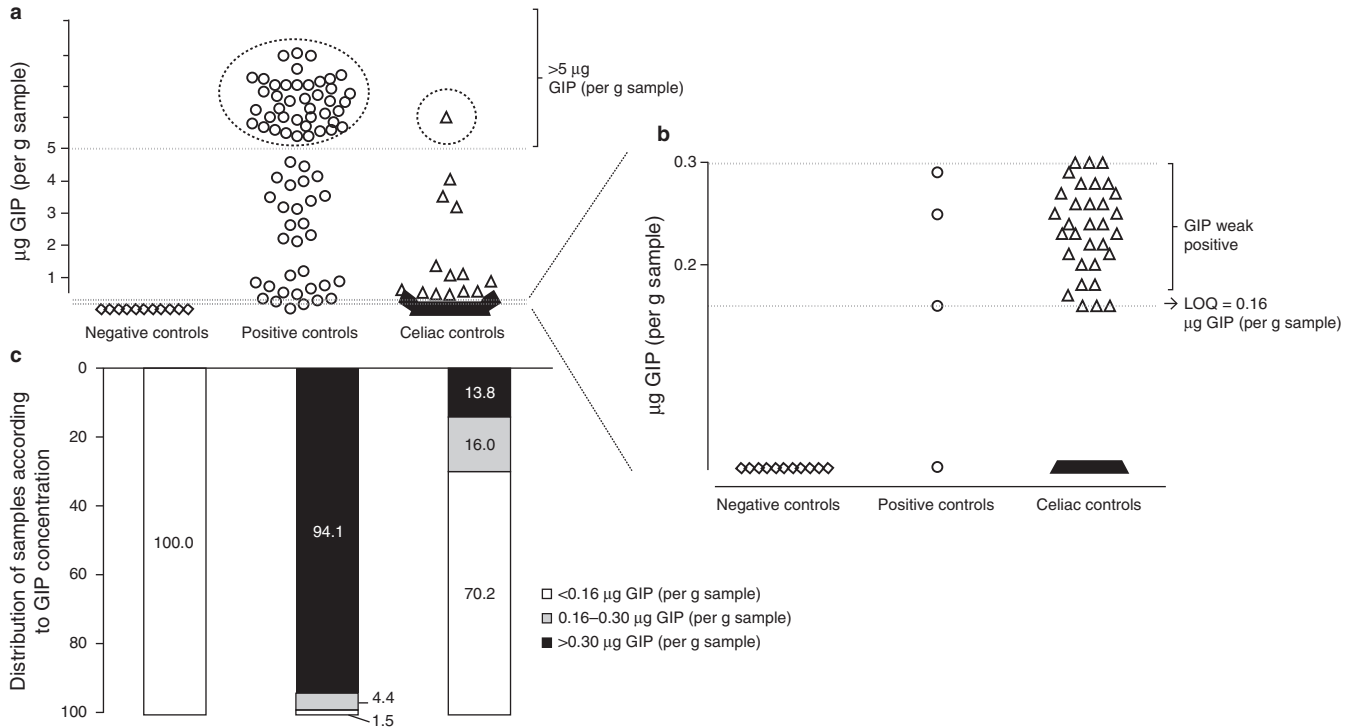 a
µg GIP (per g sample)
5
4
3
2
1
>5 µg
GIP (per g sample)
Negative controls
Positive controls
Celiac controls
b
µg GIP (per g sample)
0.3
0.2
GIP weak
positive
LOQ = 0.16
µg GIP (per g sample)
Negative controls
Positive controls
Celiac controls
c
Distribution of samples according
to GIP concentration
0
20
40
60
80
100
100.0
94.1
4.4
1.5
13.8
16.0
70.2
<0.16 µg GIP (per g sample)
0.16–0.30 µg GIP (per g sample)
>0.30 µg GIP (per g sample)